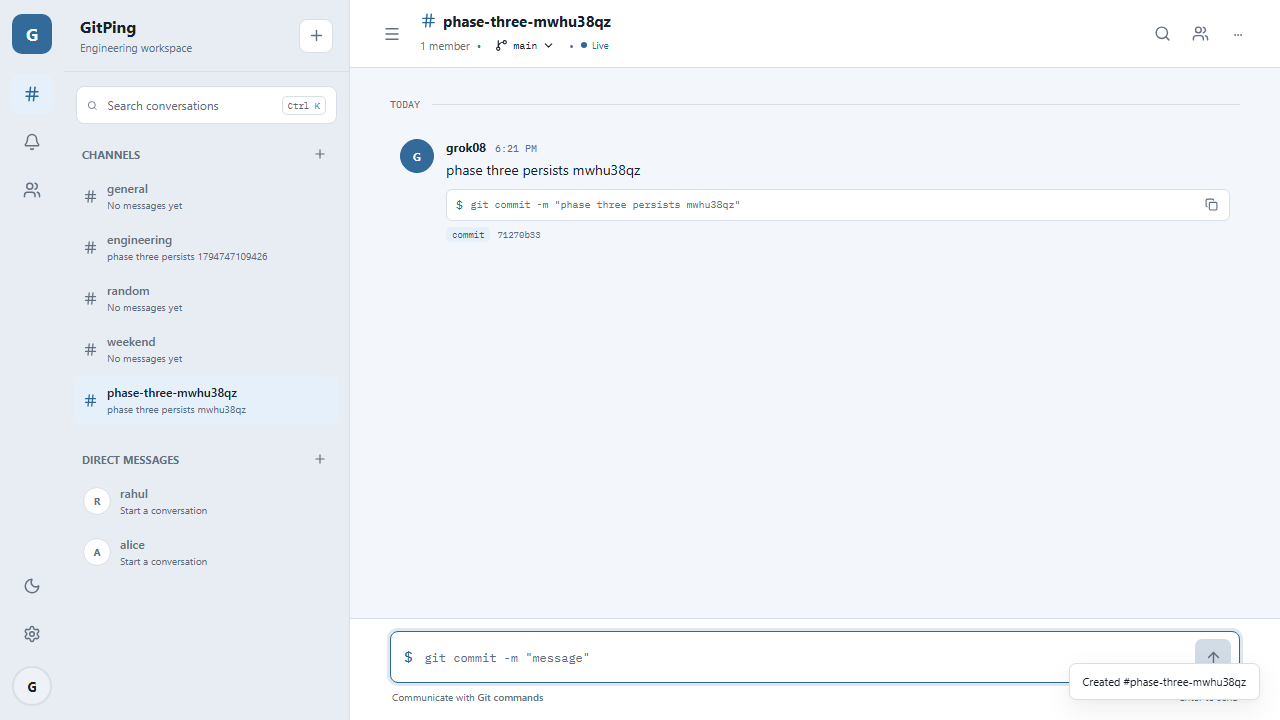 G
GitPing
Engineering workspace
Search conversations
Ctrl K
CHANNELS
general
No messages yet
engineering
phase three persists 1794747109426
random
No messages yet
weekend
No messages yet
phase-three-mwhu38qz
phase three persists mwhu38qz
DIRECT MESSAGES
R
rahul
Start a conversation
A
alice
Start a conversation
G
# phase-three-mwhu38qz
1 member • main • Live
TODAY
G
grok08 6:21 PM
phase three persists mwhu38qz
$ git commit -m "phase three persists mwhu38qz"
commit 71270b33
$ git commit -m "message"
Communicate with Git commands
Created #phase-three-mwhu38qz